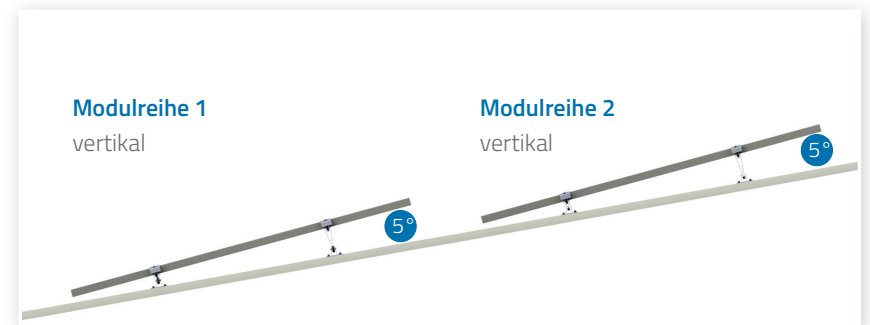 Modulreihe 1
vertikal
5°
Modulreihe 2
vertikal
5°